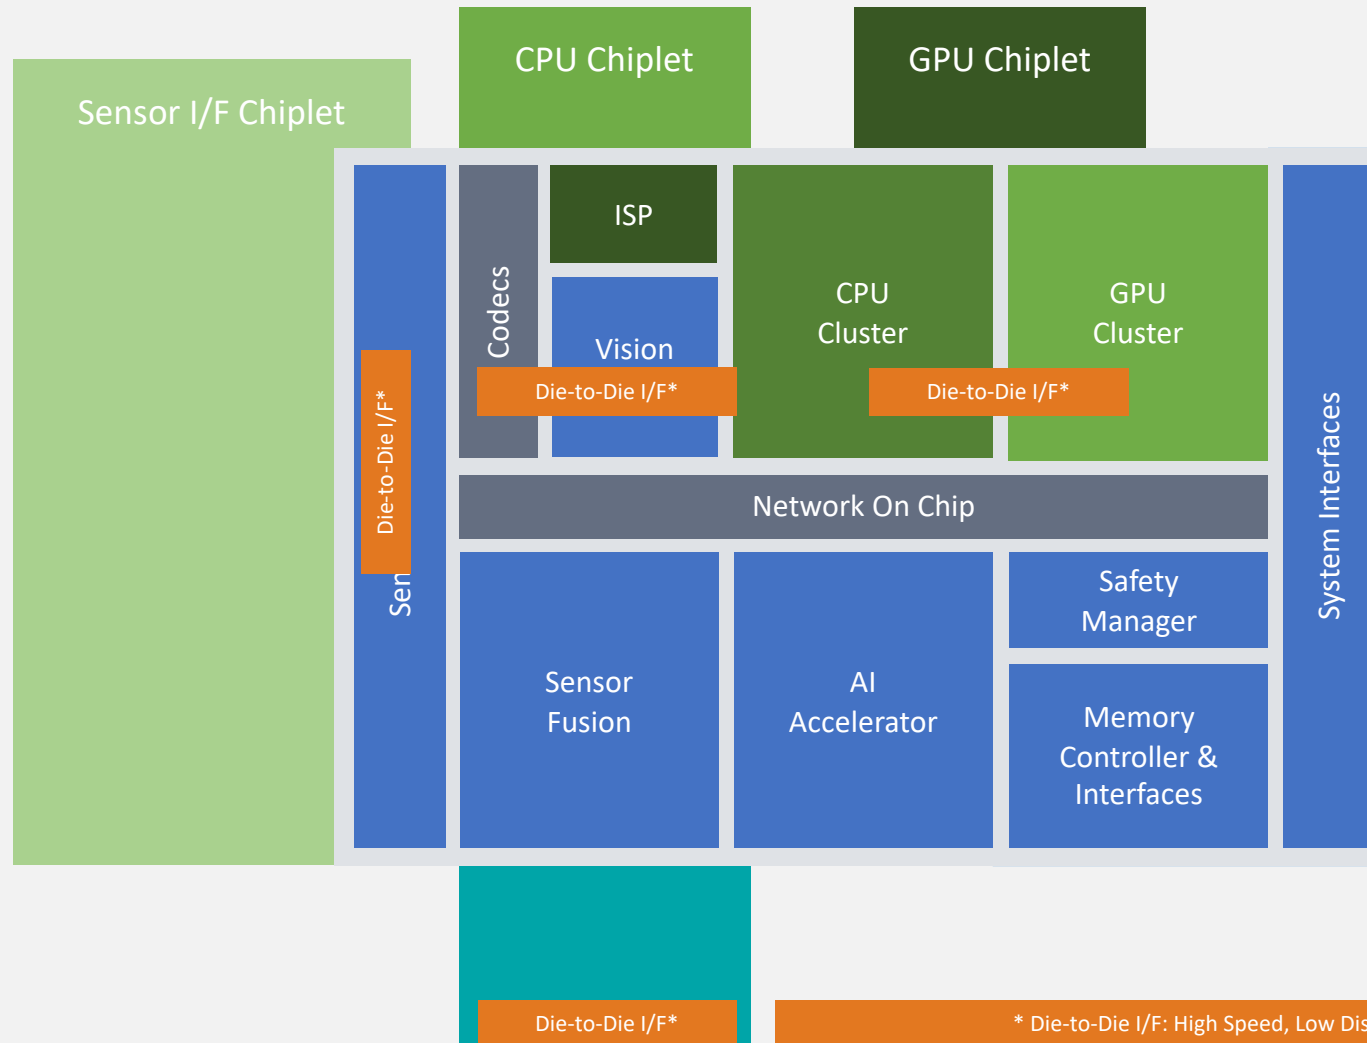 CPU Chiplet
GPU Chiplet
Sensor I/F Chiplet
ISP
Codecs
Vision
CPU
Cluster
GPU
Cluster
Die-to-Die I/F*
Die-to-Die I/F*
Die-to-Die I/F*
Sen
System Interfaces
Network On Chip
Sensor
Fusion
AI
Accelerator
Safety
Manager
Memory
Controller &
Interfaces
Die-to-Die I/F*
* Die-to-Die I/F: High Speed, Low Dis